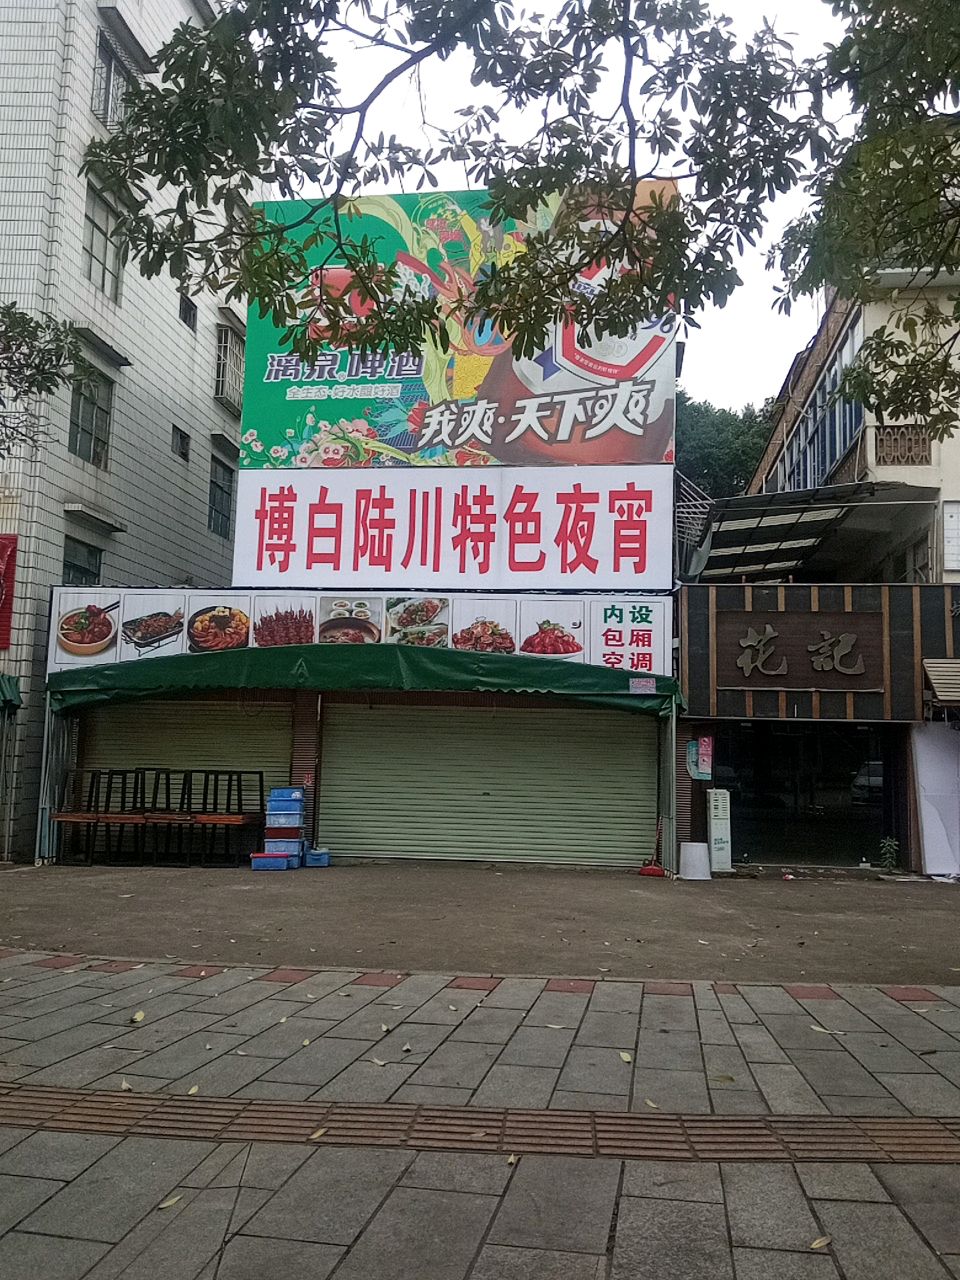 漓泉啤酒
全生态·好水酿好酒
我爽·天下爽
博白陆川特色夜宵
内设
包厢
空调
花記